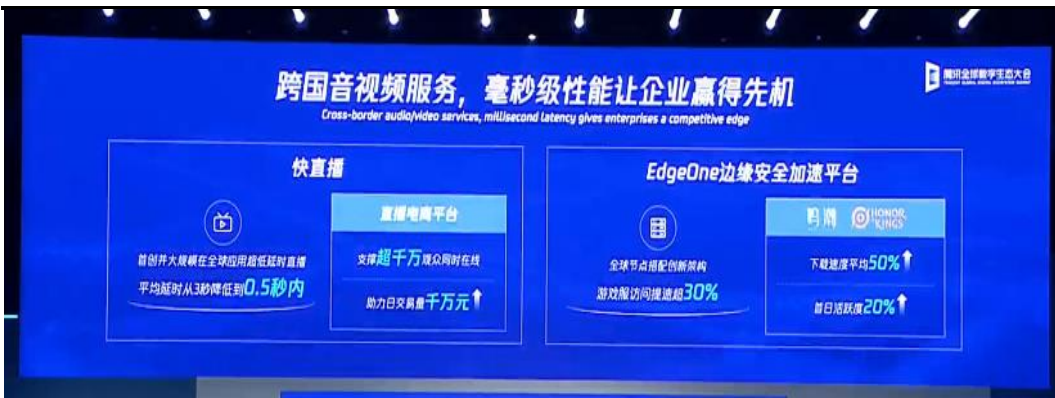 跨国音视频服务，毫秒级性能让企业赢得先机
Cross-border audio/video services, millisecond latency gives enterprises a competitive edge
腾讯全球数字生态大会
快直播
首创并大规模在全球应用超低延时直播
平均延时从3秒降低到0.5秒内
直播电商平台
支撑超千万观众同时在线
助力日交易量千万元
EdgeOne边缘安全加速平台
全球节点搭配创新架构
游戏服访问提速超30%
HONOR
KINGS
下载速度平均50%
首日活跃度20%